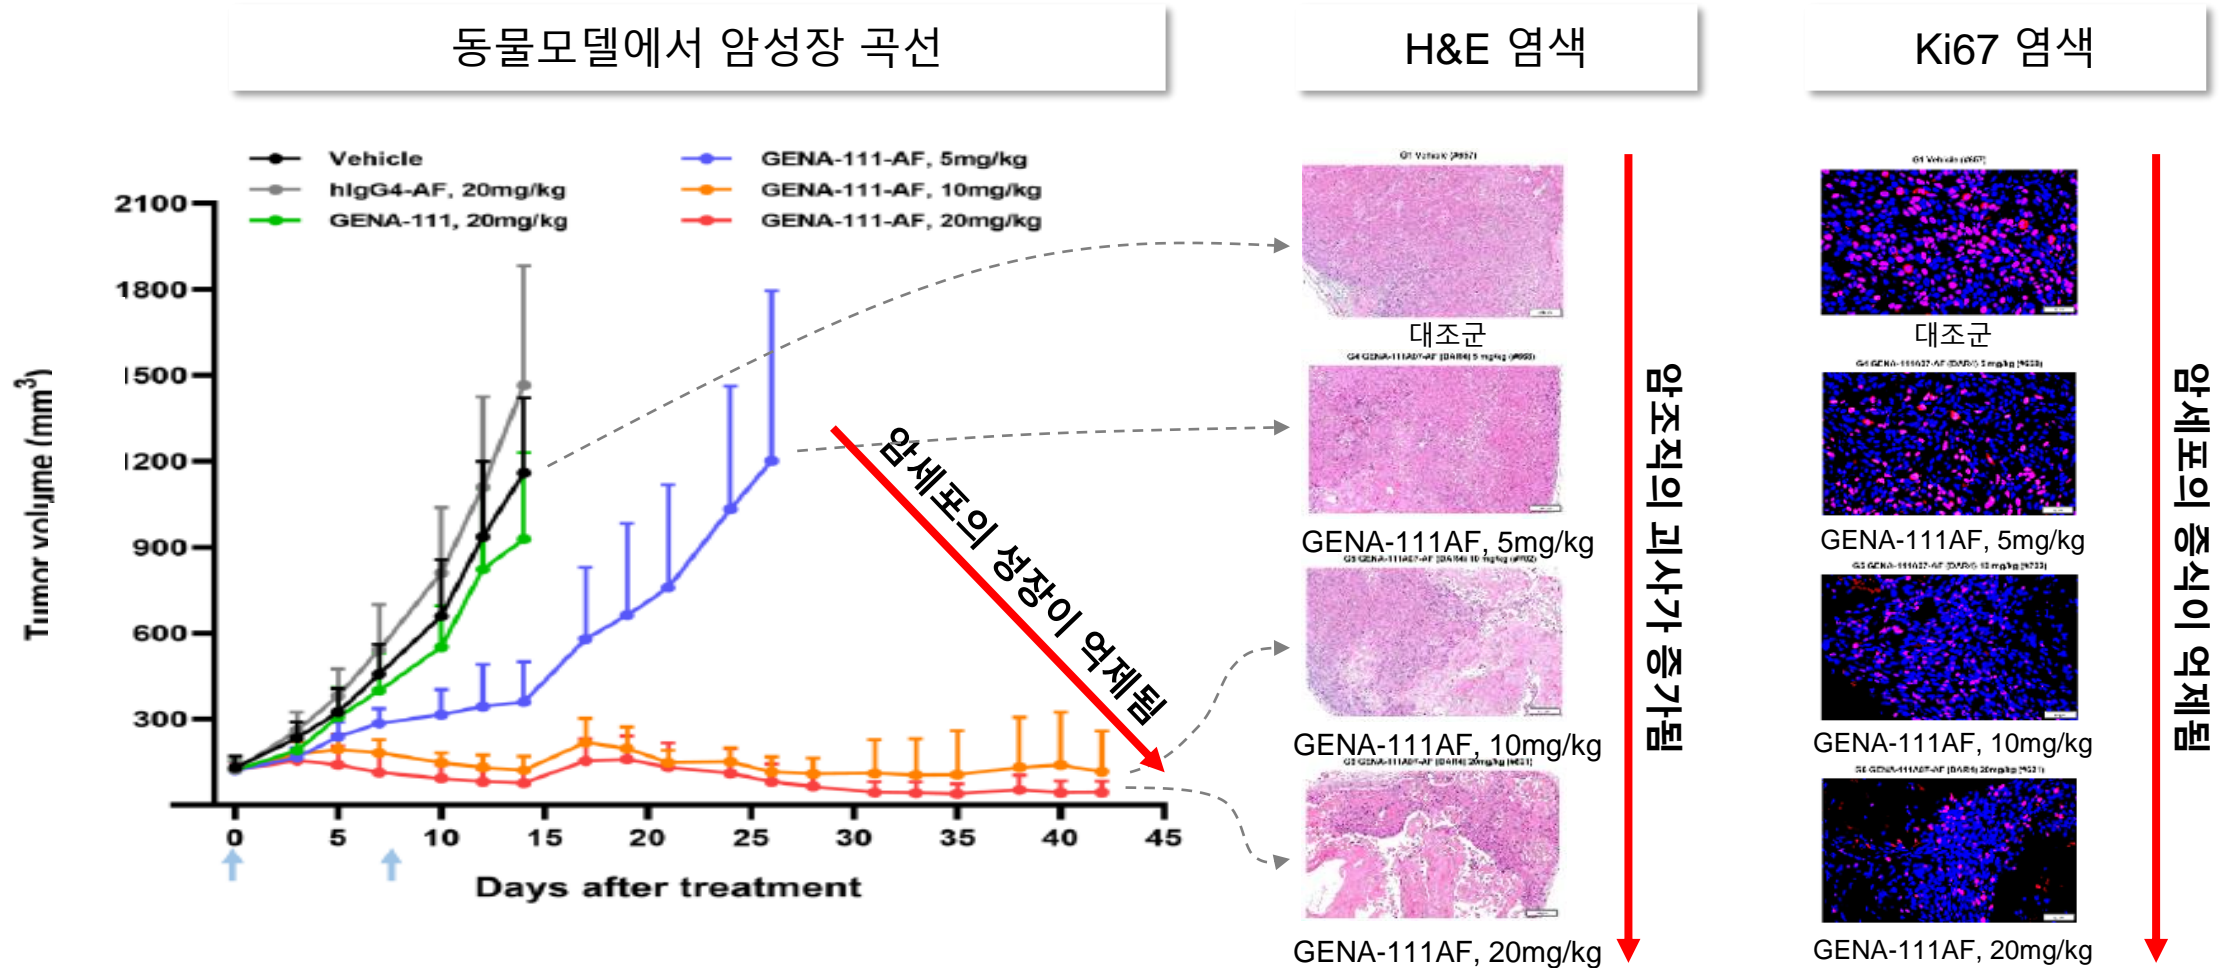 동물모델에서 암성장 곡선
H&E 염색
Ki67 염색
Vehicle
hIgG4-AF, 20mg/kg
GENA-111, 20mg/kg
GENA-111-AF, 5mg/kg
GENA-111-AF, 10mg/kg
GENA-111-AF, 20mg/kg
Tumor volume (mm³)
2100
1800
1500
1200
900
600
300
0 5 10 15 20 25 30 35 40 45
Days after treatment
암세포의 성장이 억제됨
G1 Vehicle (#657)
대조군
GENA-111AF, 5mg/kg
GENA-111AF, 10mg/kg
GENA-111AF, 20mg/kg
암조직의 괴사가 증가됨
G1 Vehicle (#657)
대조군
GENA-111AF, 5mg/kg
GENA-111AF, 10mg/kg
GENA-111AF, 20mg/kg
암세포의 증식이 억제됨